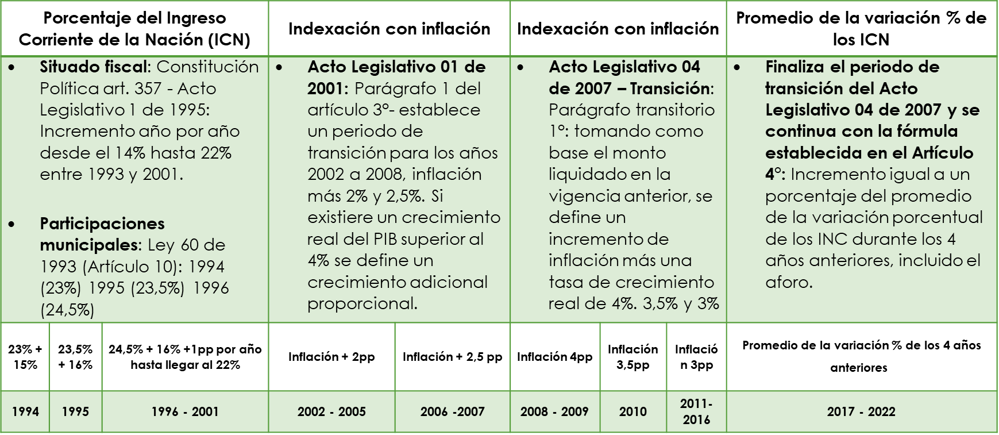 Porcentaje del Ingreso
Corriente de la Nación (ICN)
Indexación con inflación
Indexación con inflación
Promedio de la variación % de
los ICN
• Situado fiscal: Constitución
Política art. 357 - Acto
Legislativo 1 de 1995:
Incremento año por año
desde el 14% hasta 22%
entre 1993 y 2001.
• Participaciones
municipales: Ley 60 de
1993 (Artículo 10): 1994
(23%) 1995 (23,5%) 1996
(24,5%)
• Acto Legislativo 01 de
2001: Parágrafo 1 del
artículo 3°- establece
un periodo de
transición para los años
2002 a 2008, inflación
más 2% y 2,5%. Si
existiere un crecimiento
real del PIB superior al
4% se define un
crecimiento adicional
proporcional.
• Acto Legislativo 04
de 2007 – Transición:
Parágrafo transitorio
1°: tomando como
base el monto
liquidado en la
vigencia anterior, se
define un
incremento de
inflación más una
tasa de crecimiento
real de 4%. 3,5% y 3%
• Finaliza el periodo de
transición del Acto
Legislativo 04 de 2007 y se
continua con la fórmula
establecida en el Artículo
4°: Incremento igual a un
porcentaje del promedio
de la variación porcentual
de los INC durante los 4
años anteriores, incluido el
aforo.
23% +
15%
23,5%
+ 16%
24,5% + 16% +1pp por año
hasta llegar al 22%
Inflación + 2pp
Inflación + 2,5 pp
Inflación 4pp
Inflación
3,5pp
Inflació
n 3pp
Promedio de la variación % de los 4 años
anteriores
1994
1995
1996 - 2001
2002 - 2005
2006 -2007
2008 - 2009
2010
2011-
2016
2017 - 2022